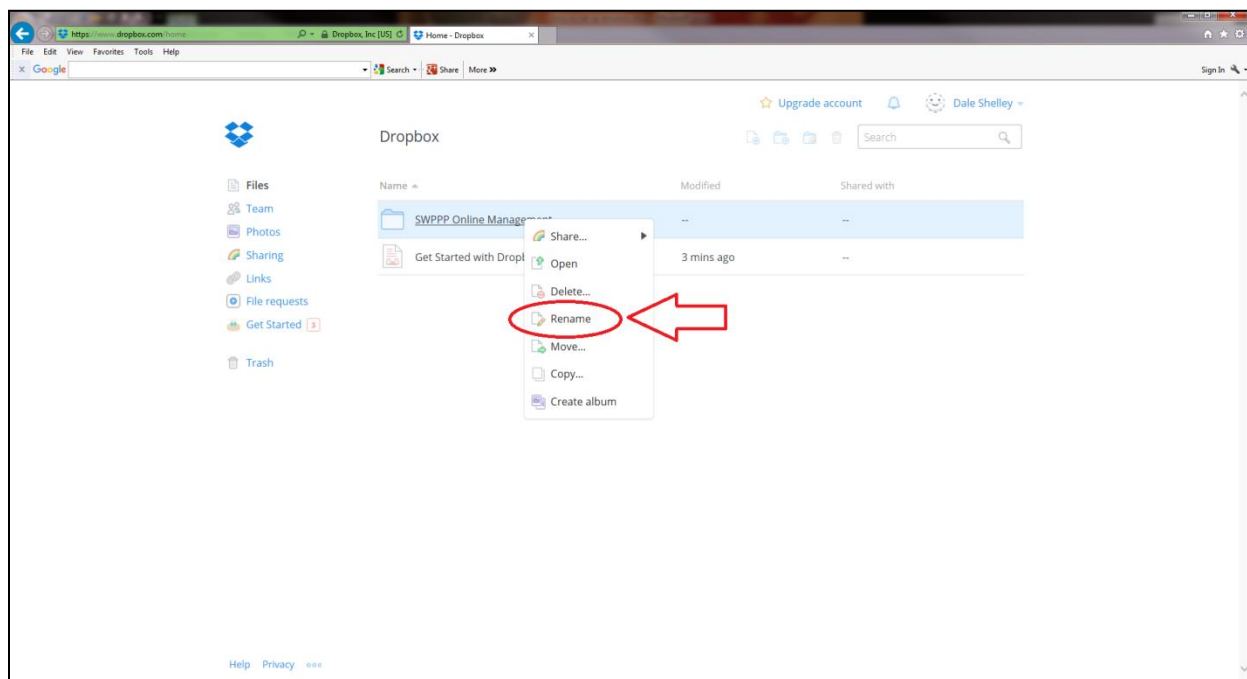 https://www.dropbox.com/home
Dropbox, Inc [US]
Home - Dropbox
File Edit View Favorites Tools Help
x Google
Search
Share
More »
Sign In
Upgrade account
Dale Shelley
Dropbox
Search
Files
Team
Photos
Sharing
Links
File requests
Get Started 3
Trash
Name Modified Shared with
SWPPP Online Management -- --
Get Started with Dropb 3 mins ago --
Share...
Open
Delete...
Rename
Move...
Copy...
Create album
Help Privacy